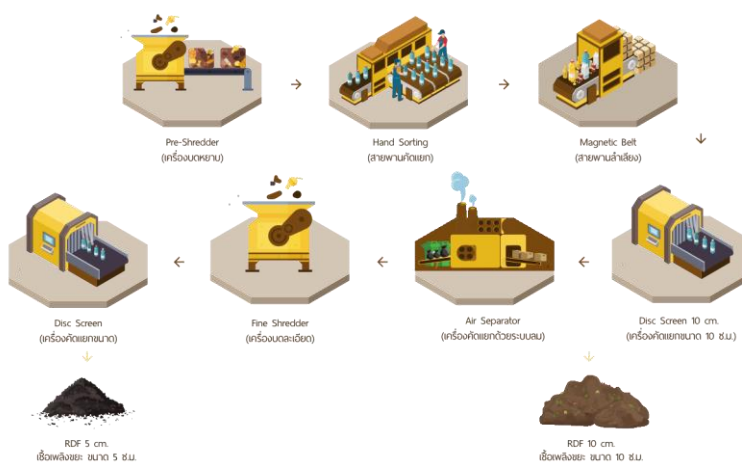 Pre-Shredder
(เครื่องบดหยาบ)
Hand Sorting
(สายพานคัดแยก)
Magnetic Belt
(สายพานลำเลียง)
Disc Screen
(เครื่องคัดแยกขนาด)
Fine Shredder
(เครื่องบดละเอียด)
Air Separator
(เครื่องคัดแยกด้วยระบบลม)
Disc Screen 10 cm.
(เครื่องคัดแยกขนาด 10 ซ.ม.)
RDF 5 cm.
เชื้อเพลิงขยะ ขนาด 5 ซ.ม.
RDF 10 cm.
เชื้อเพลิงขยะ ขนาด 10 ซ.ม.